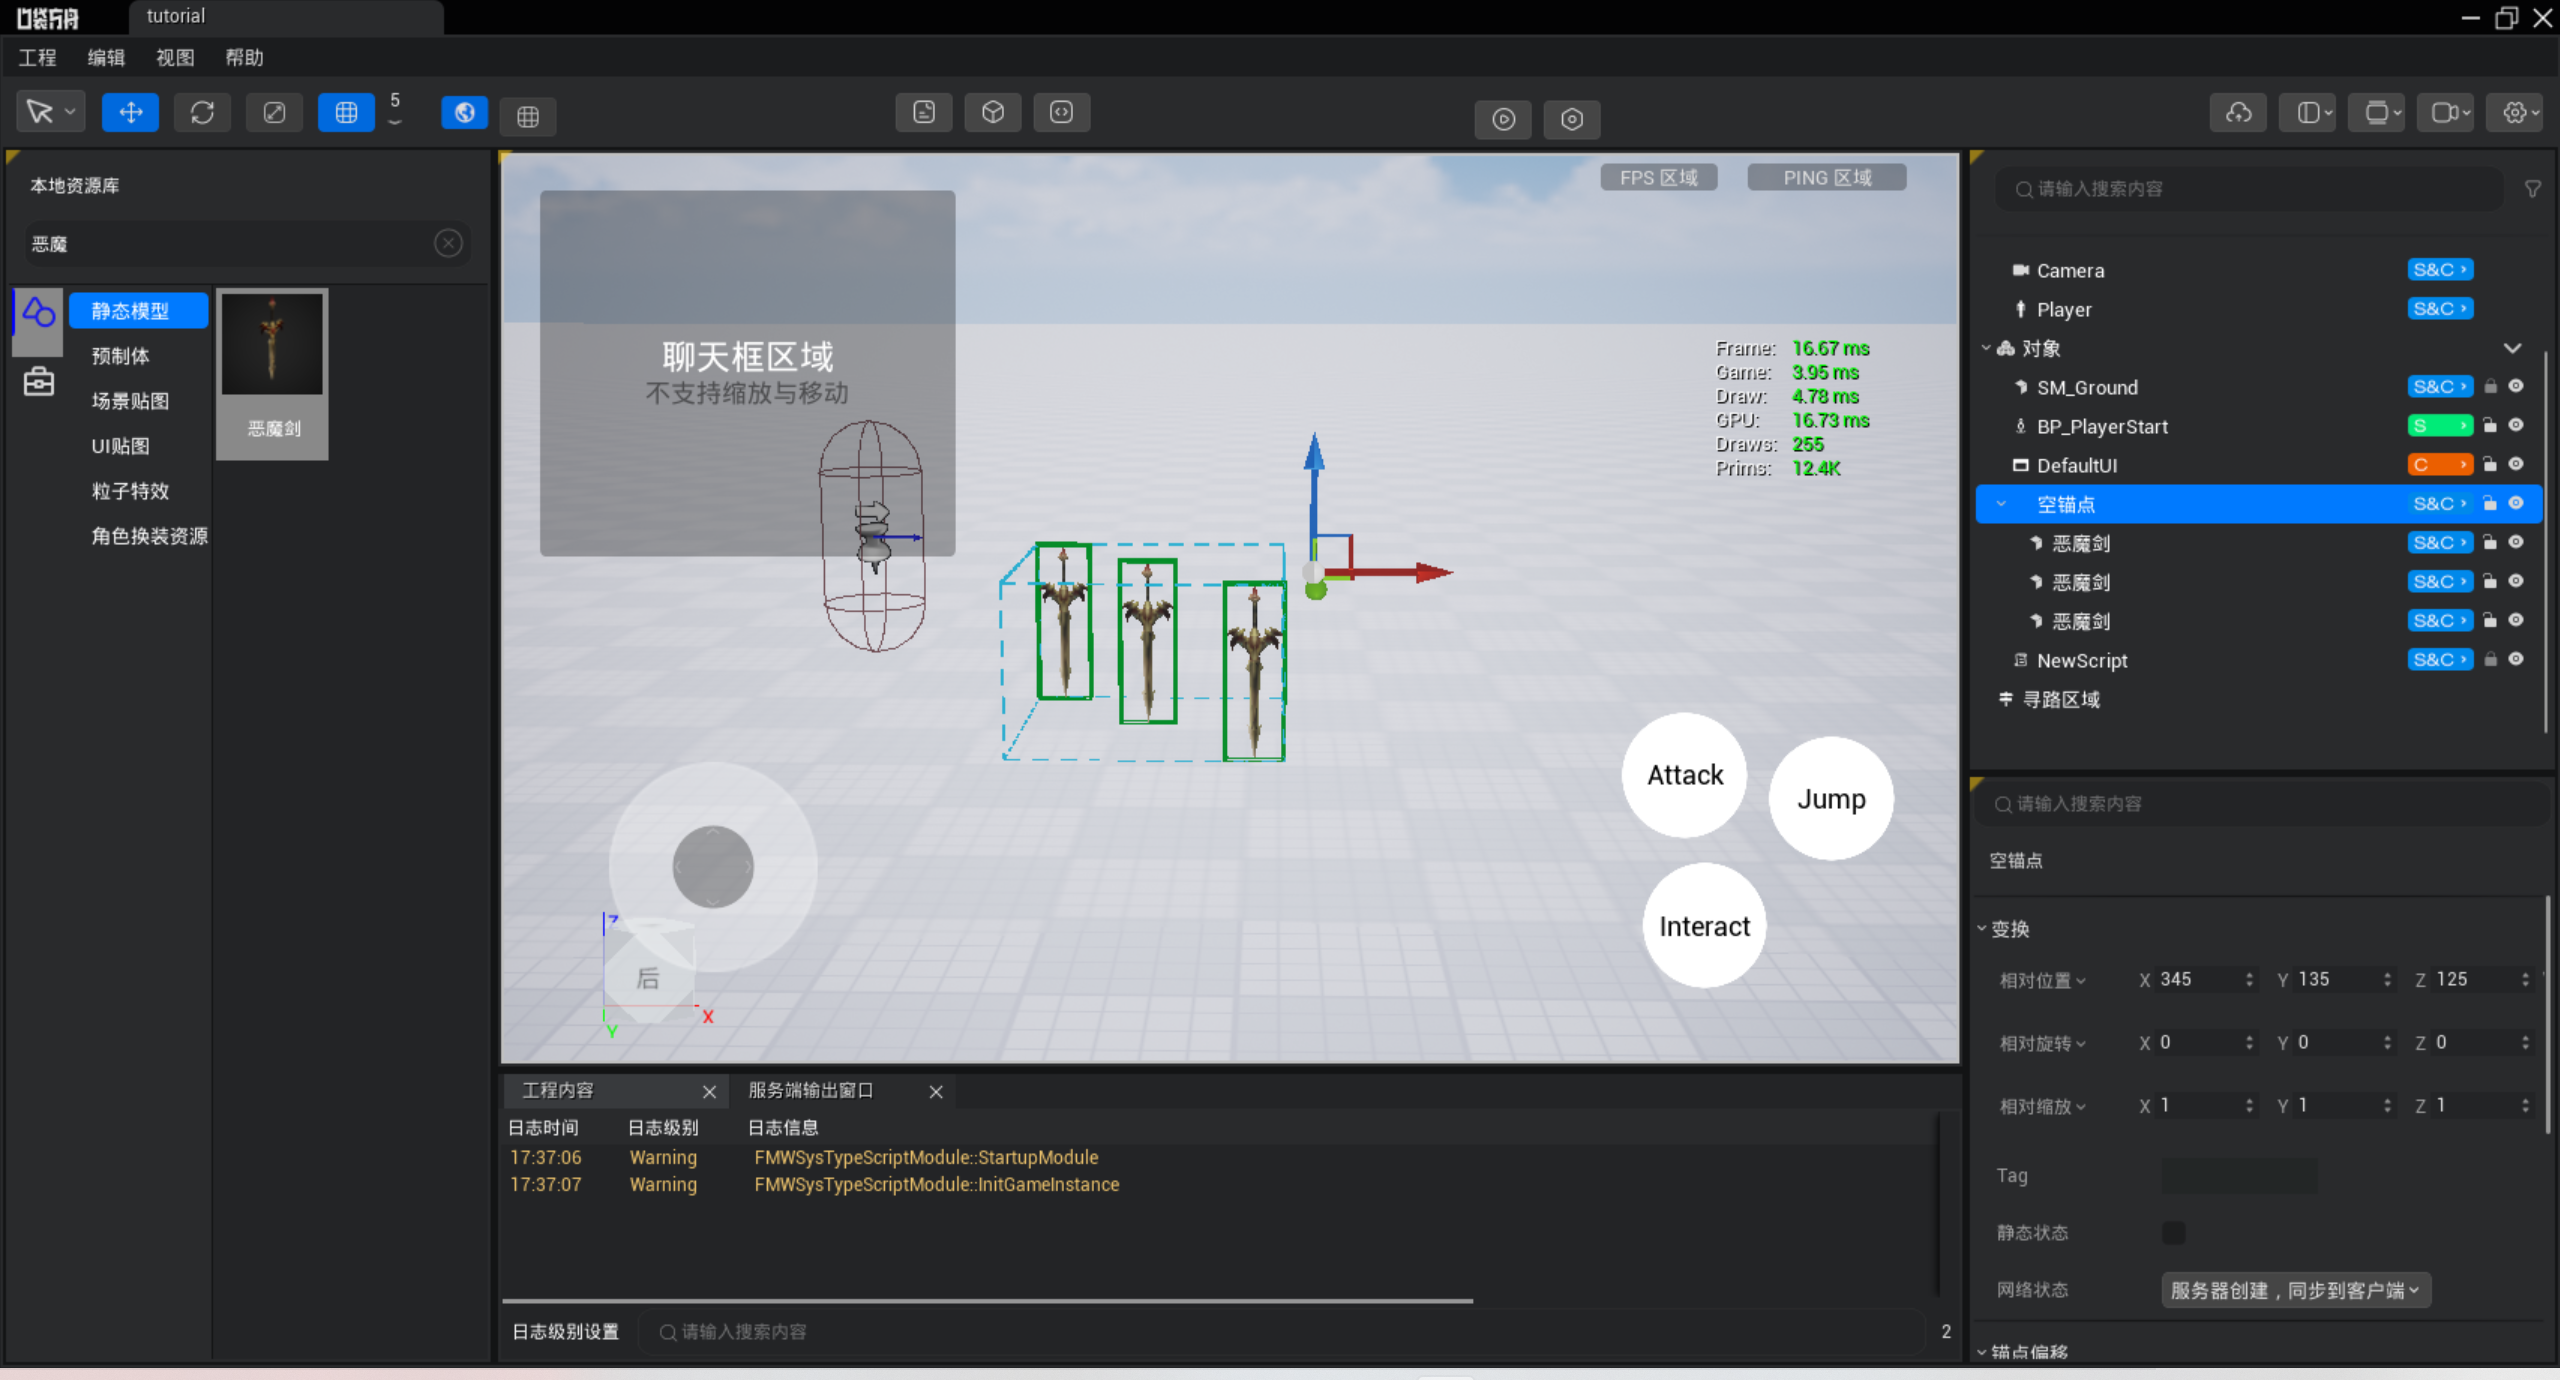 口袋方舟
tutorial
工程 编辑 视图 帮助
5
本地资源库
恶魔
静态模型
预制体
场景贴图
UI贴图
粒子特效
角色换装资源
恶魔剑
FPS 区域
PING 区域
聊天框区域
不支持缩放与移动
Frame: 16.67 ms
Game: 3.95 ms
Draw: 4.78 ms
GPU: 16.73 ms
Draws: 255
Prims: 12.4K
Attack
Jump
Interact
Z
后
X
Y
工程内容
服务端输出窗口
日志时间 日志级别 日志信息
17:37:06 Warning FMWSysTypeScriptModule::StartupModule
17:37:07 Warning FMWSysTypeScriptModule::InitGameInstance
日志级别设置
请输入搜索内容
2
请输入搜索内容
Camera S&C
Player S&C
对象
SM_Ground S&C
BP_PlayerStart S
DefaultUI C
空锚点 S&C
恶魔剑 S&C
恶魔剑 S&C
恶魔剑 S&C
NewScript S&C
寻路区域
请输入搜索内容
空锚点
变换
相对位置 X 345 Y 135 Z 125
相对旋转 X 0 Y 0 Z 0
相对缩放 X 1 Y 1 Z 1
Tag
静态状态
网络状态 服务器创建，同步到客户端
锚点偏移